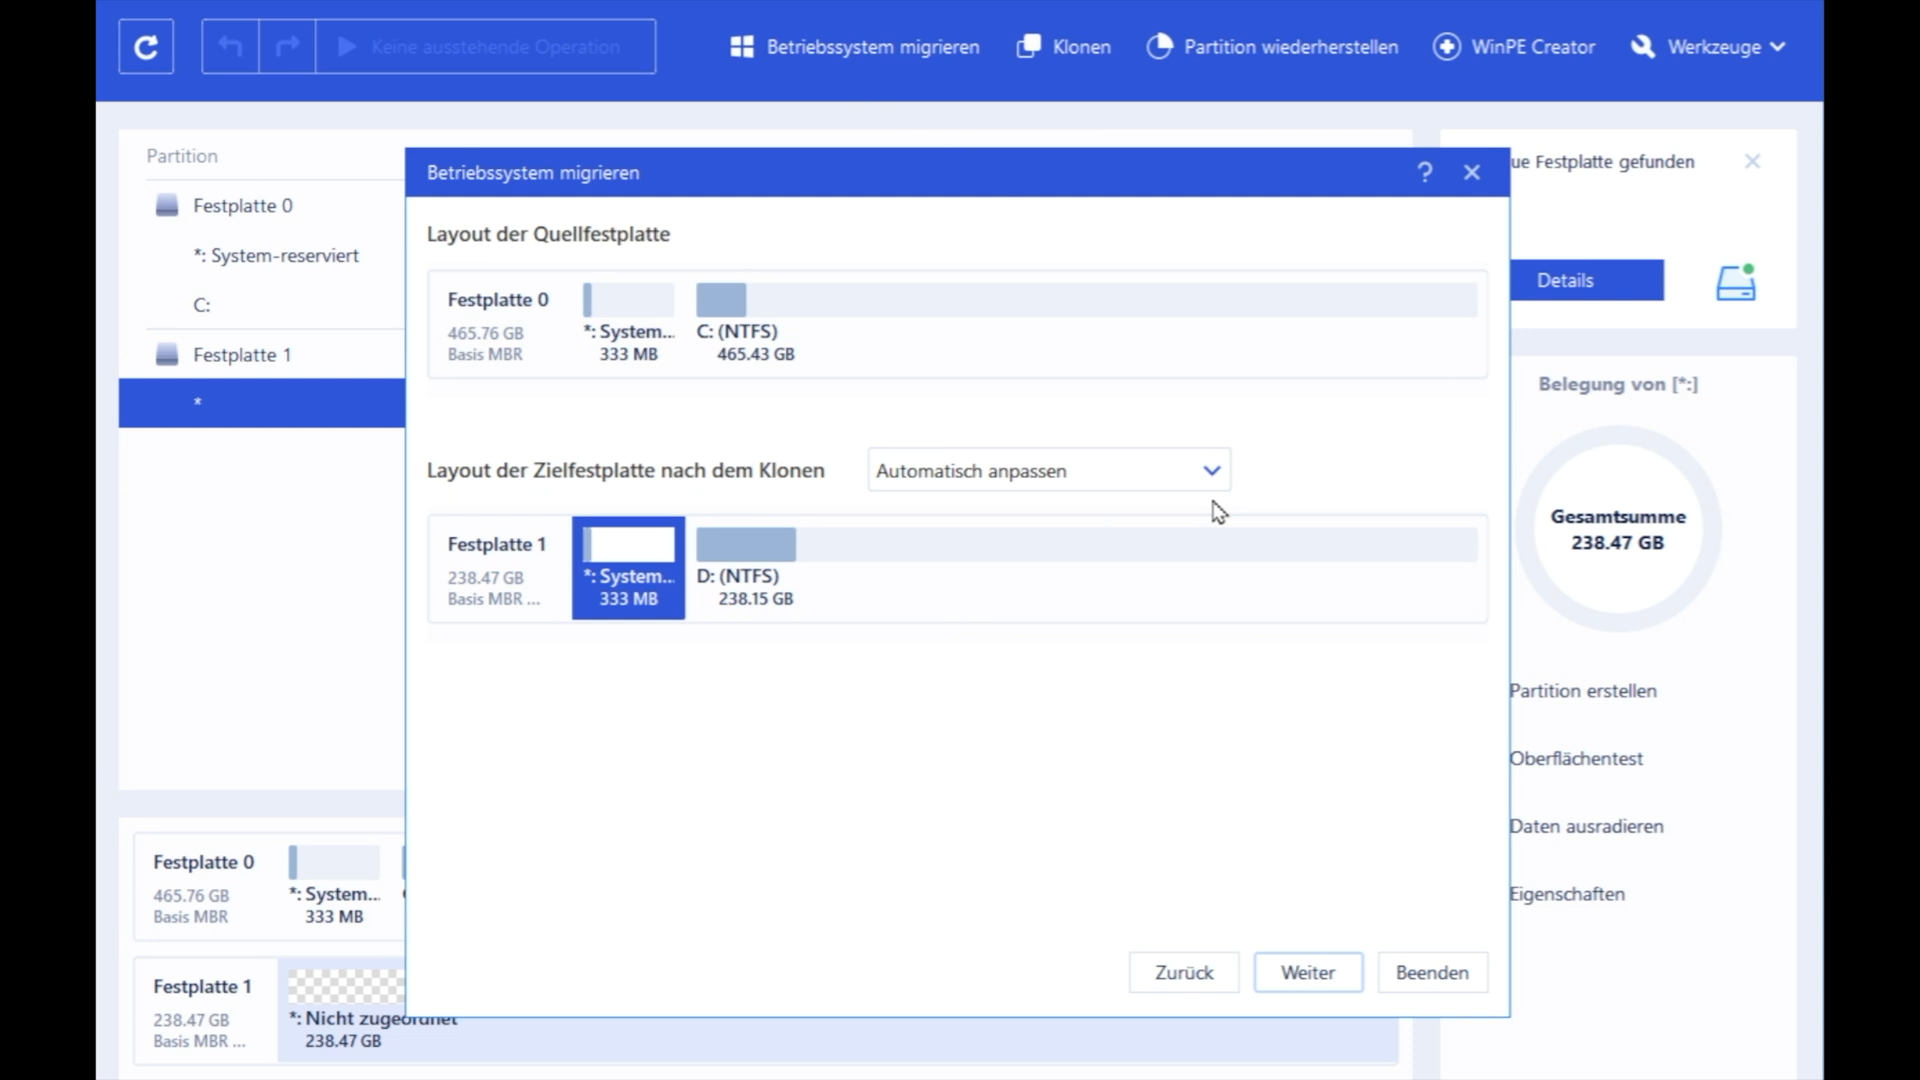 Keine ausstehende Operation
Betriebssystem migrieren
Klonen
Partition wiederherstellen
WinPE Creator
Werkzeuge
Partition
Festplatte 0
*: System-reserviert
C:
Festplatte 1
*
Betriebssystem migrieren
?
Layout der Quellfestplatte
Festplatte 0
465.76 GB
Basis MBR
*: System...
333 MB
C: (NTFS)
465.43 GB
Layout der Zielfestplatte nach dem Klonen
Automatisch anpassen
Festplatte 1
238.47 GB
Basis MBR ...
*: System...
333 MB
D: (NTFS)
238.15 GB
Zurück
Weiter
Beenden
ue Festplatte gefunden
Details
Belegung von [*:]
Gesamtsumme
238.47 GB
Partition erstellen
Oberflächentest
Daten ausradieren
Eigenschaften
Festplatte 0
465.76 GB
Basis MBR
*: System...
333 MB
Festplatte 1
238.47 GB
Basis MBR ...
*: Nicht zugeordnet
238.47 GB